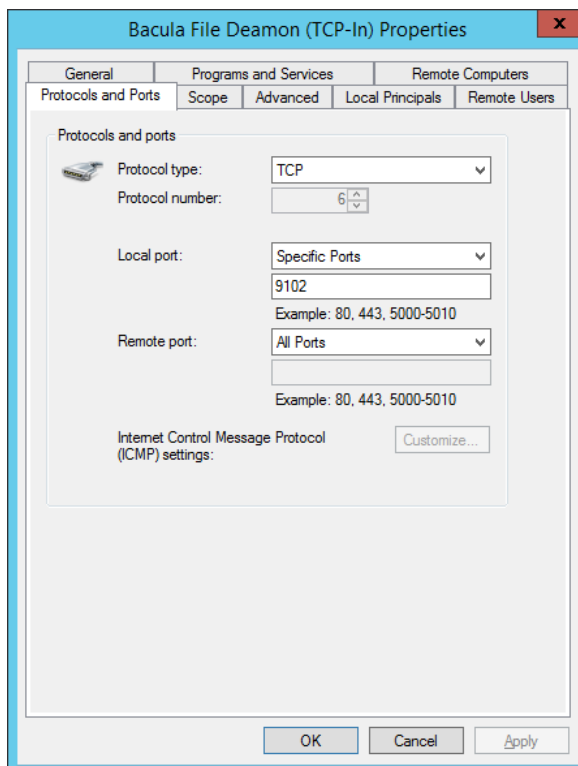 Bacula File Deamon (TCP-In) Properties
x
General Programs and Services Remote Computers
Protocols and Ports Scope Advanced Local Principals Remote Users
Protocols and ports
Protocol type: TCP
Protocol number: 6
Local port: Specific Ports
9102
Example: 80, 443, 5000-5010
Remote port: All Ports
Example: 80, 443, 5000-5010
Internet Control Message Protocol
(ICMP) settings: Customize...
OK Cancel Apply